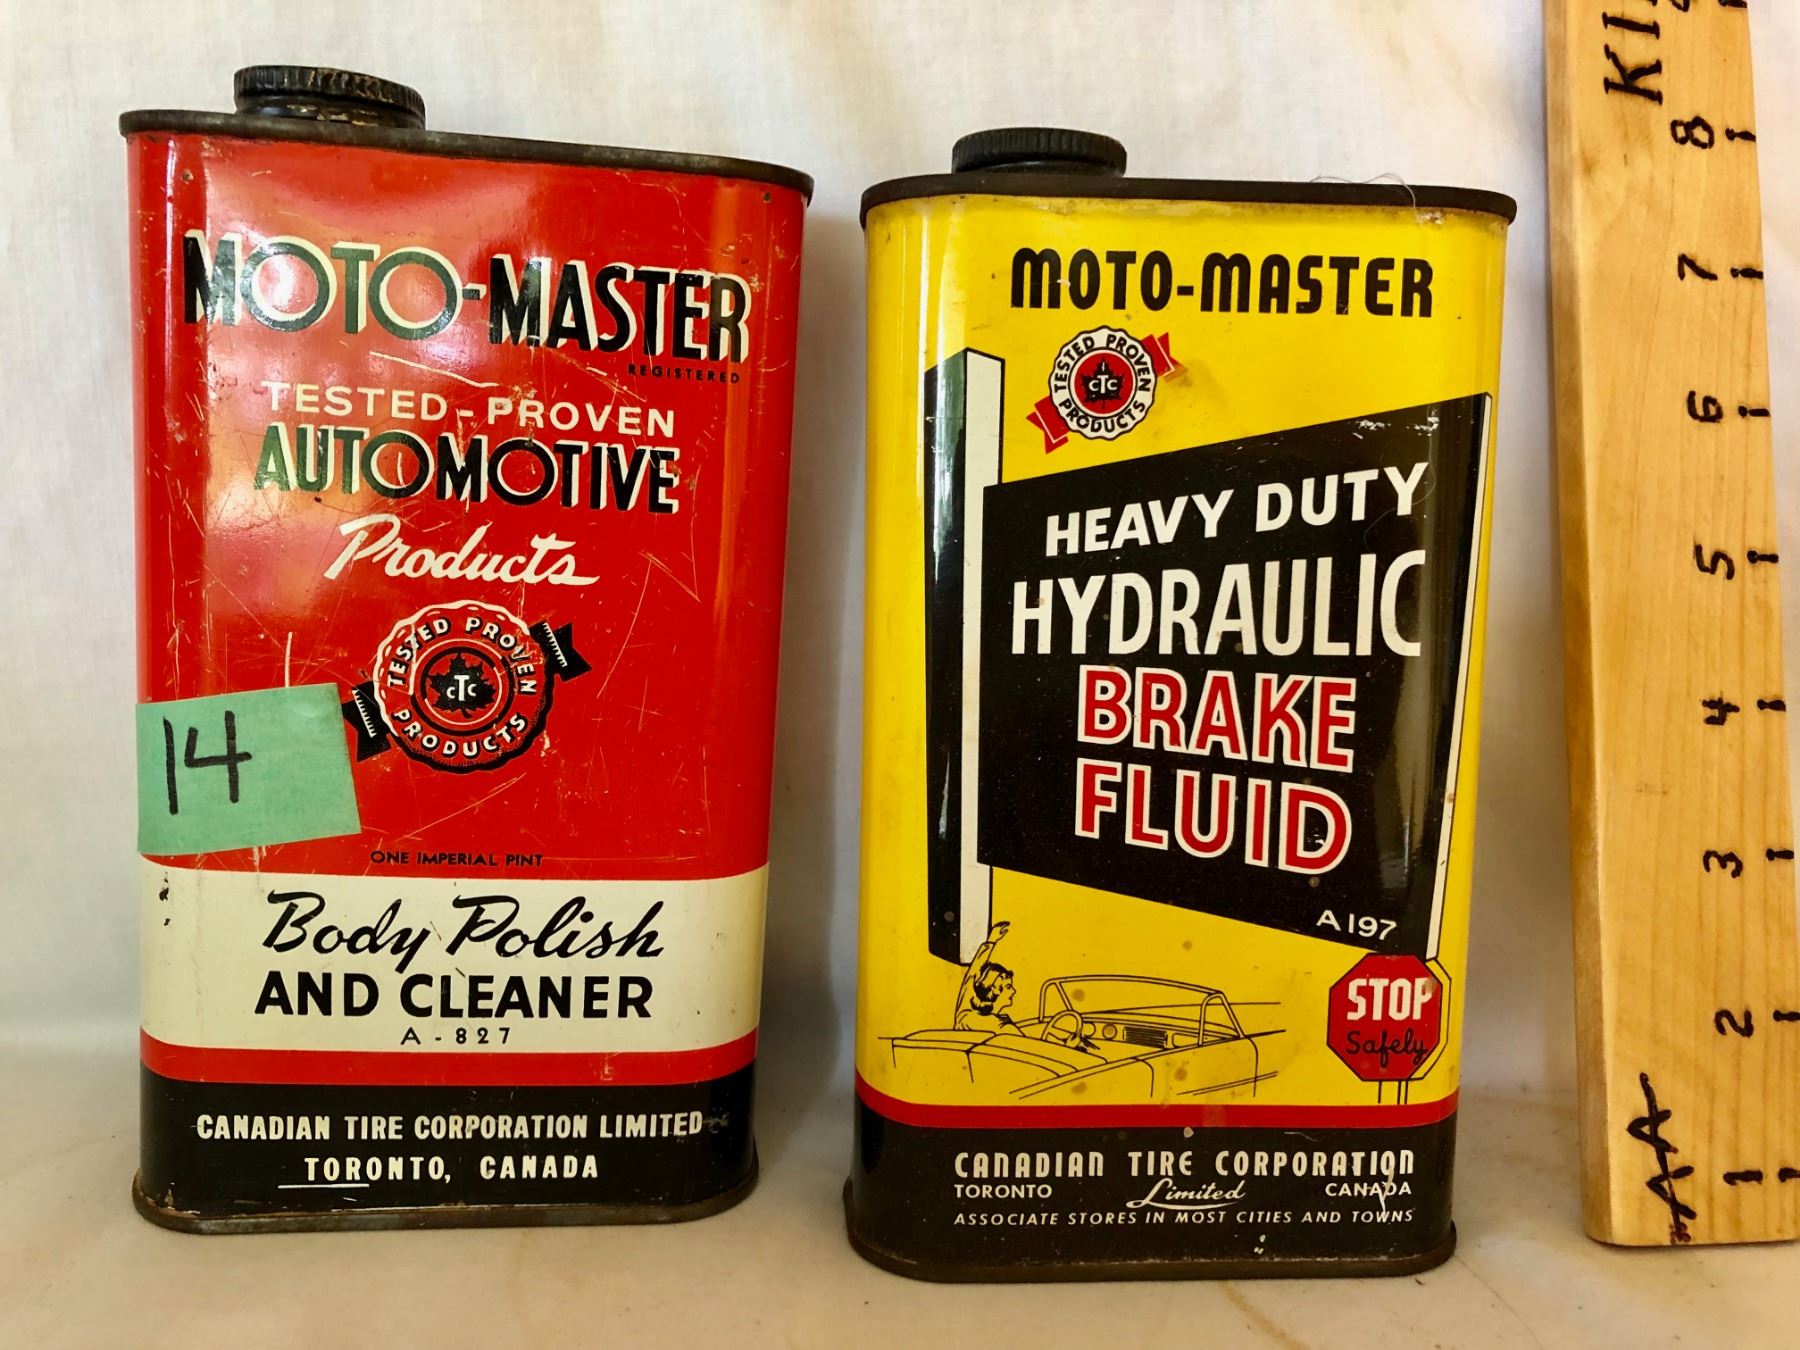 MOTO-MASTER
REGISTERED
TESTED-PROVEN
AUTOMOTIVE
Products
TESTED PROVEN
CTC
PRODUCTS
14
ONE IMPERIAL PINT
Body Polish
AND CLEANER
A-827
CANADIAN TIRE CORPORATION LIMITED
TORONTO, CANADA
MOTO-MASTER
TESTED PROVEN
CTC
PRODUCTS
HEAVY DUTY
HYDRAULIC
BRAKE
FLUID
A197
STOP
Safely
CANADIAN TIRE CORPORATION
TORONTO Limited CANADA
ASSOCIATE STORES IN MOST CITIES AND TOWNS
8
7
6
5
4
3
2
1